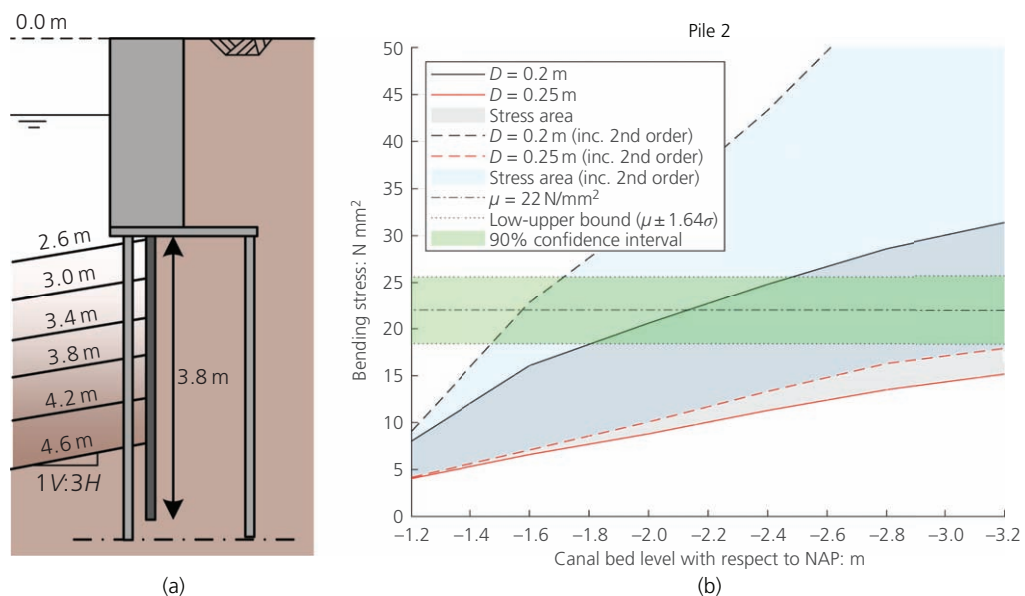 0.0 m
2.6 m
3.0 m
3.4 m
3.8 m
4.2 m
4.6 m
1V:3H
3.8 m
(a)
Pile 2
50
45
40
35
30
25
20
15
10
5
0
Bending stress: N mm²
D = 0.2 m
D = 0.25 m
Stress area
D = 0.2 m (inc. 2nd order)
D = 0.25 m (inc. 2nd order)
Stress area (inc. 2nd order)
μ = 22 N/mm²
Low-upper bound (μ ± 1.64σ)
90% confidence interval
–1.2 –1.4 –1.6 –1.8 –2.0 –2.2 –2.4 –2.6 –2.8 –3.0 –3.2
Canal bed level with respect to NAP: m
(b)